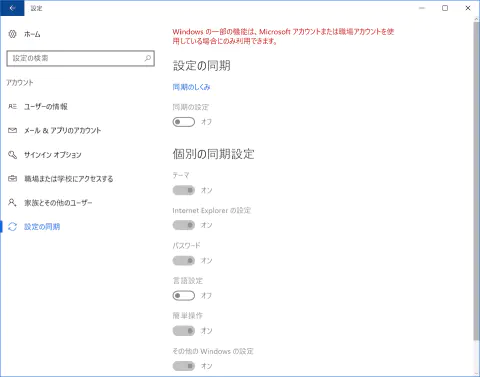 設定
ホーム
設定の検索
アカウント
ユーザーの情報
メール & アプリのアカウント
サインイン オプション
職場または学校にアクセスする
家族とその他のユーザー
設定の同期
Windows の一部の機能は、Microsoft アカウントまたは職場アカウントを使
用している場合にのみ利用できます。
設定の同期
同期のしくみ
同期の設定
オフ
個別の同期設定
テーマ
オン
Internet Explorer の設定
オン
パスワード
オン
言語設定
オフ
簡単操作
オン
その他の Windows の設定
オン